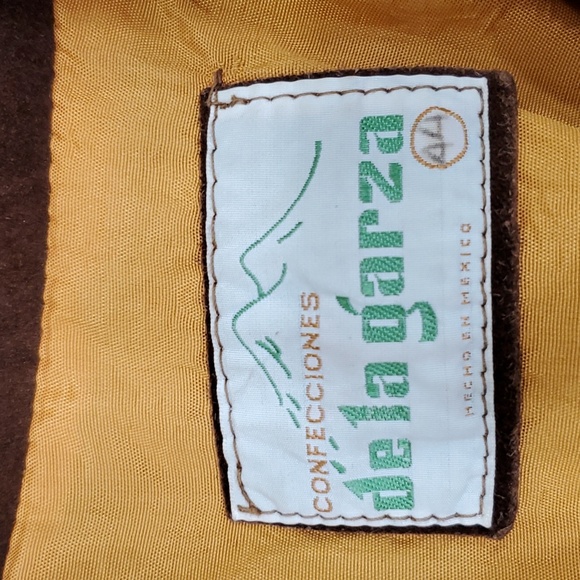 CONFECCIONES
de la garza
44
HECHO EN MEXICO